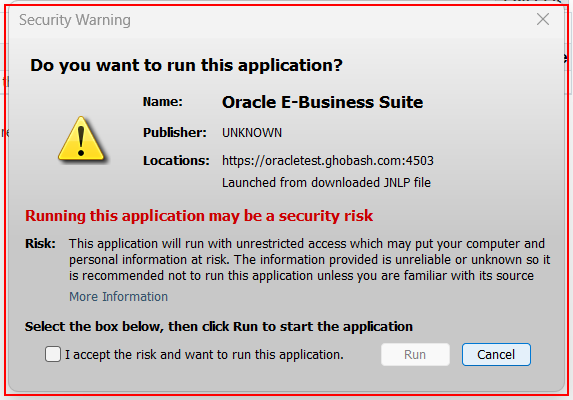 Security Warning
Do you want to run this application?
Name: Oracle E-Business Suite
Publisher: UNKNOWN
Locations: https://oracletest.ghobash.com:4503
Launched from downloaded JNLP file
Running this application may be a security risk
Risk: This application will run with unrestricted access which may put your computer and
personal information at risk. The information provided is unreliable or unknown so it
is recommended not to run this application unless you are familiar with its source
More Information
Select the box below, then click Run to start the application
I accept the risk and want to run this application. Run Cancel